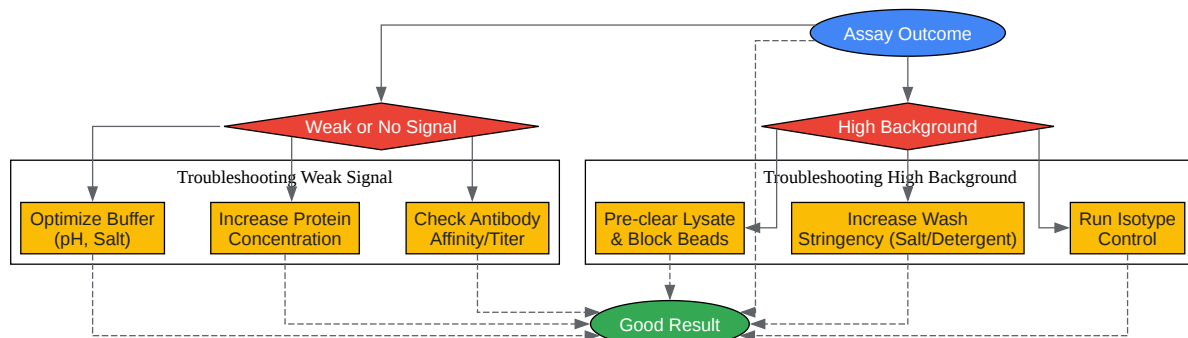 Assay Outcome
Weak or No Signal
High Background
Troubleshooting Weak Signal
Troubleshooting High Background
Optimize Buffer
(pH, Salt)
Increase Protein
Concentration
Check Antibody
Affinity/Titer
Pre-clear Lysate
& Block Beads
Increase Wash
Stringency (Salt/Detergent)
Run Isotype
Control
Good Result